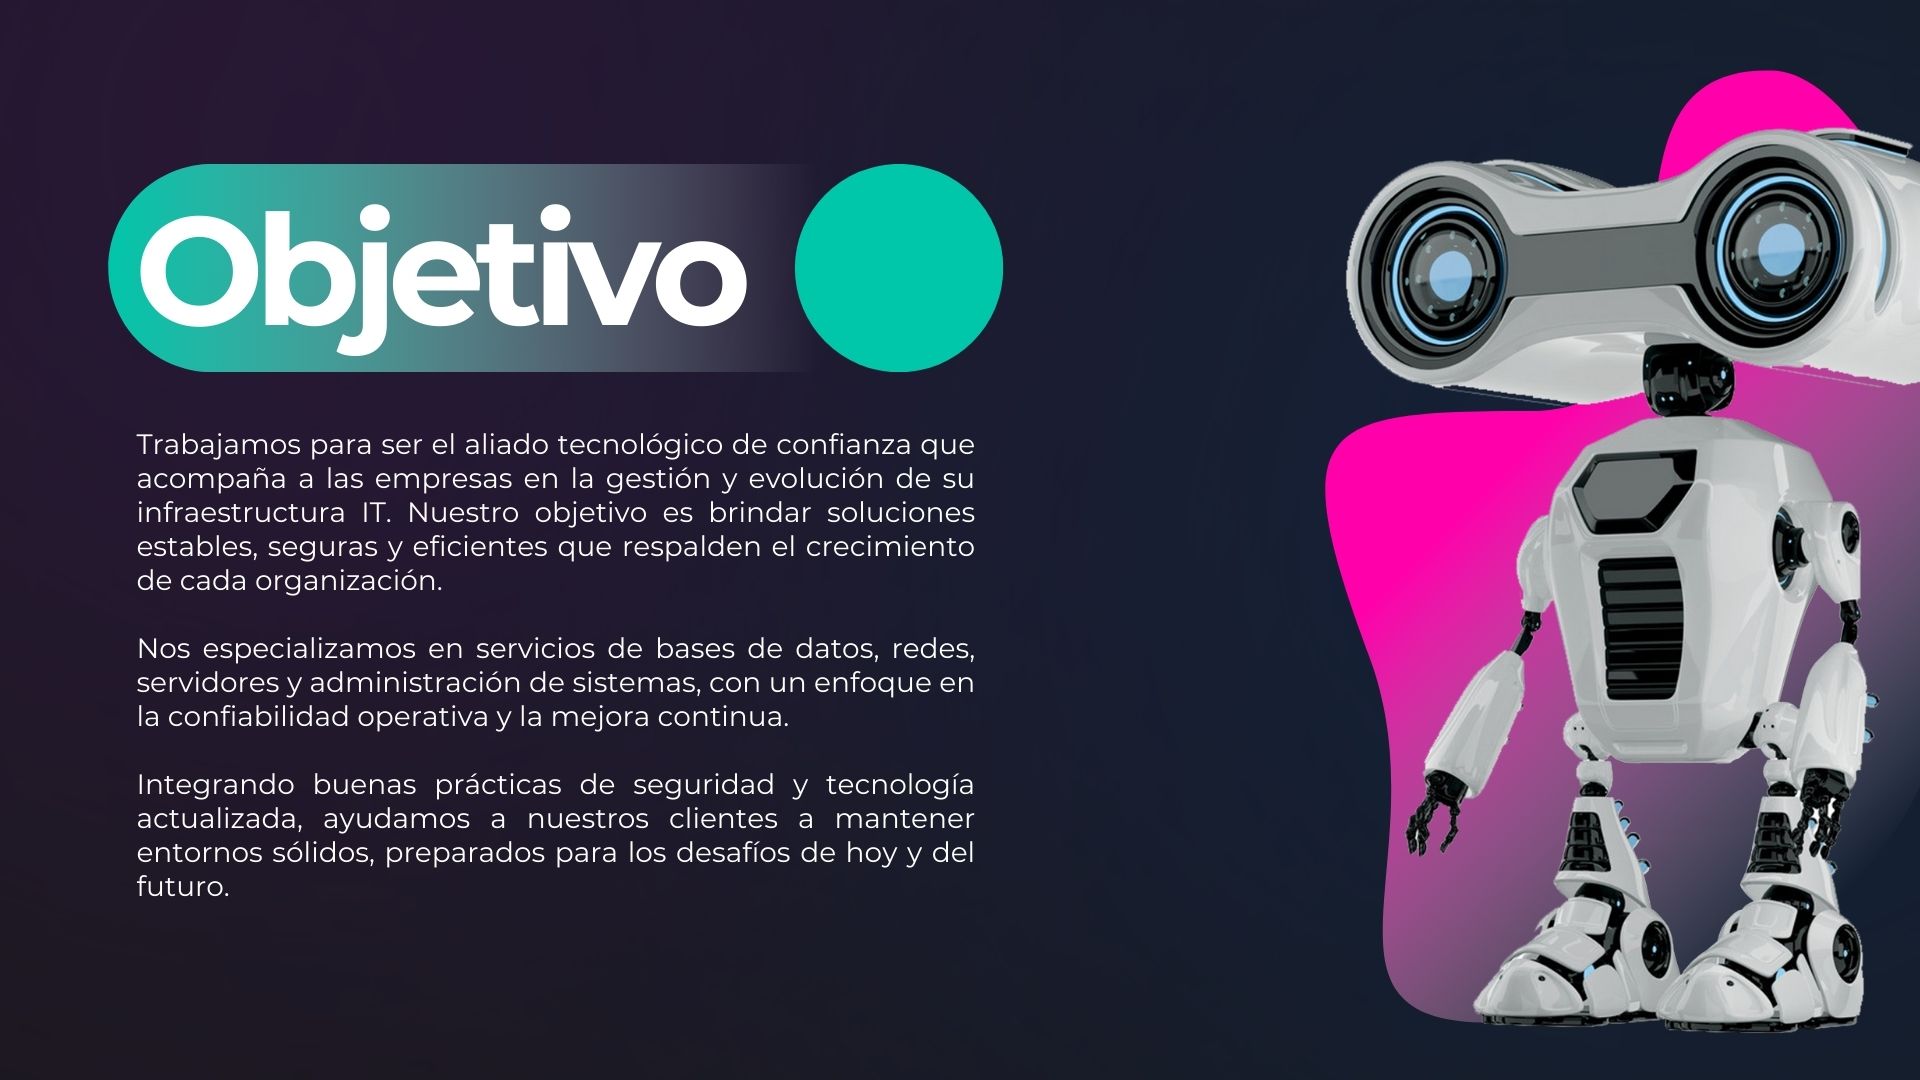 Objetivo
Trabajamos para ser el aliado tecnológico de confianza que
acompaña a las empresas en la gestión y evolución de su
infraestructura IT. Nuestro objetivo es brindar soluciones
estables, seguras y eficientes que respalden el crecimiento
de cada organización.
Nos especializamos en servicios de bases de datos, redes,
servidores y administración de sistemas, con un enfoque en
la confiabilidad operativa y la mejora continua.
Integrando buenas prácticas de seguridad y tecnología
actualizada, ayudamos a nuestros clientes a mantener
entornos sólidos, preparados para los desafíos de hoy y del
futuro.